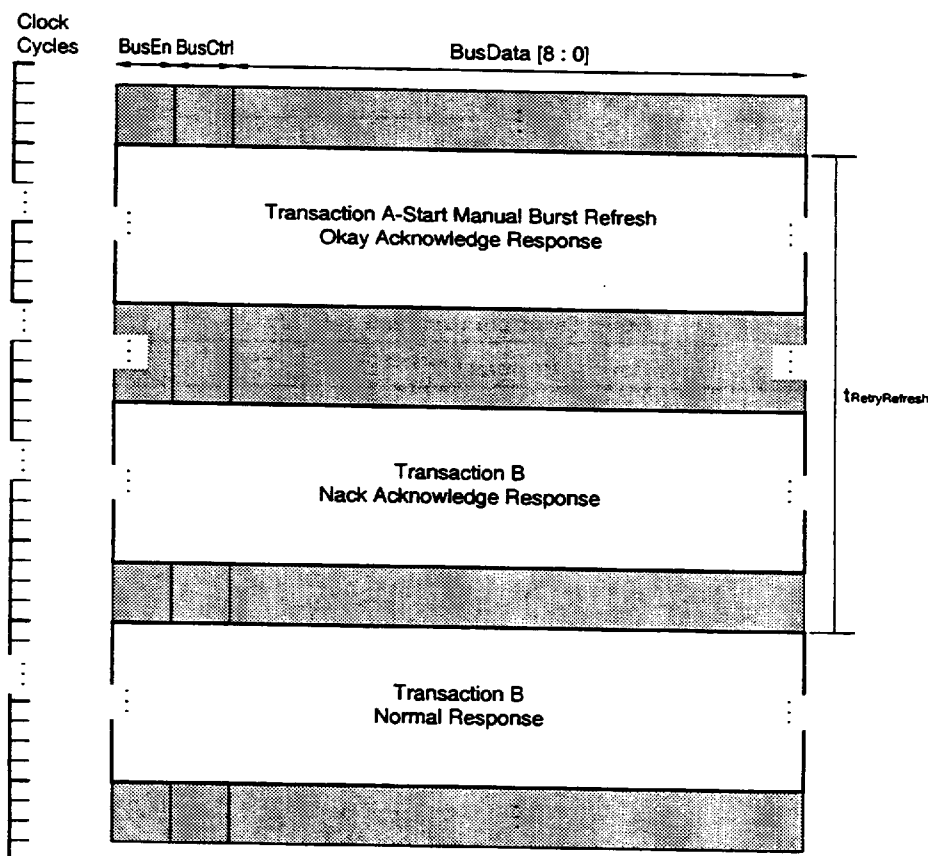 Clock
Cycles
BusEn BusCtrl BusData [8 : 0]
Transaction A-Start Manual Burst Refresh
Okay Acknowledge Response
tRetryRefresh
Transaction B
Nack Acknowledge Response
Transaction B
Normal Response